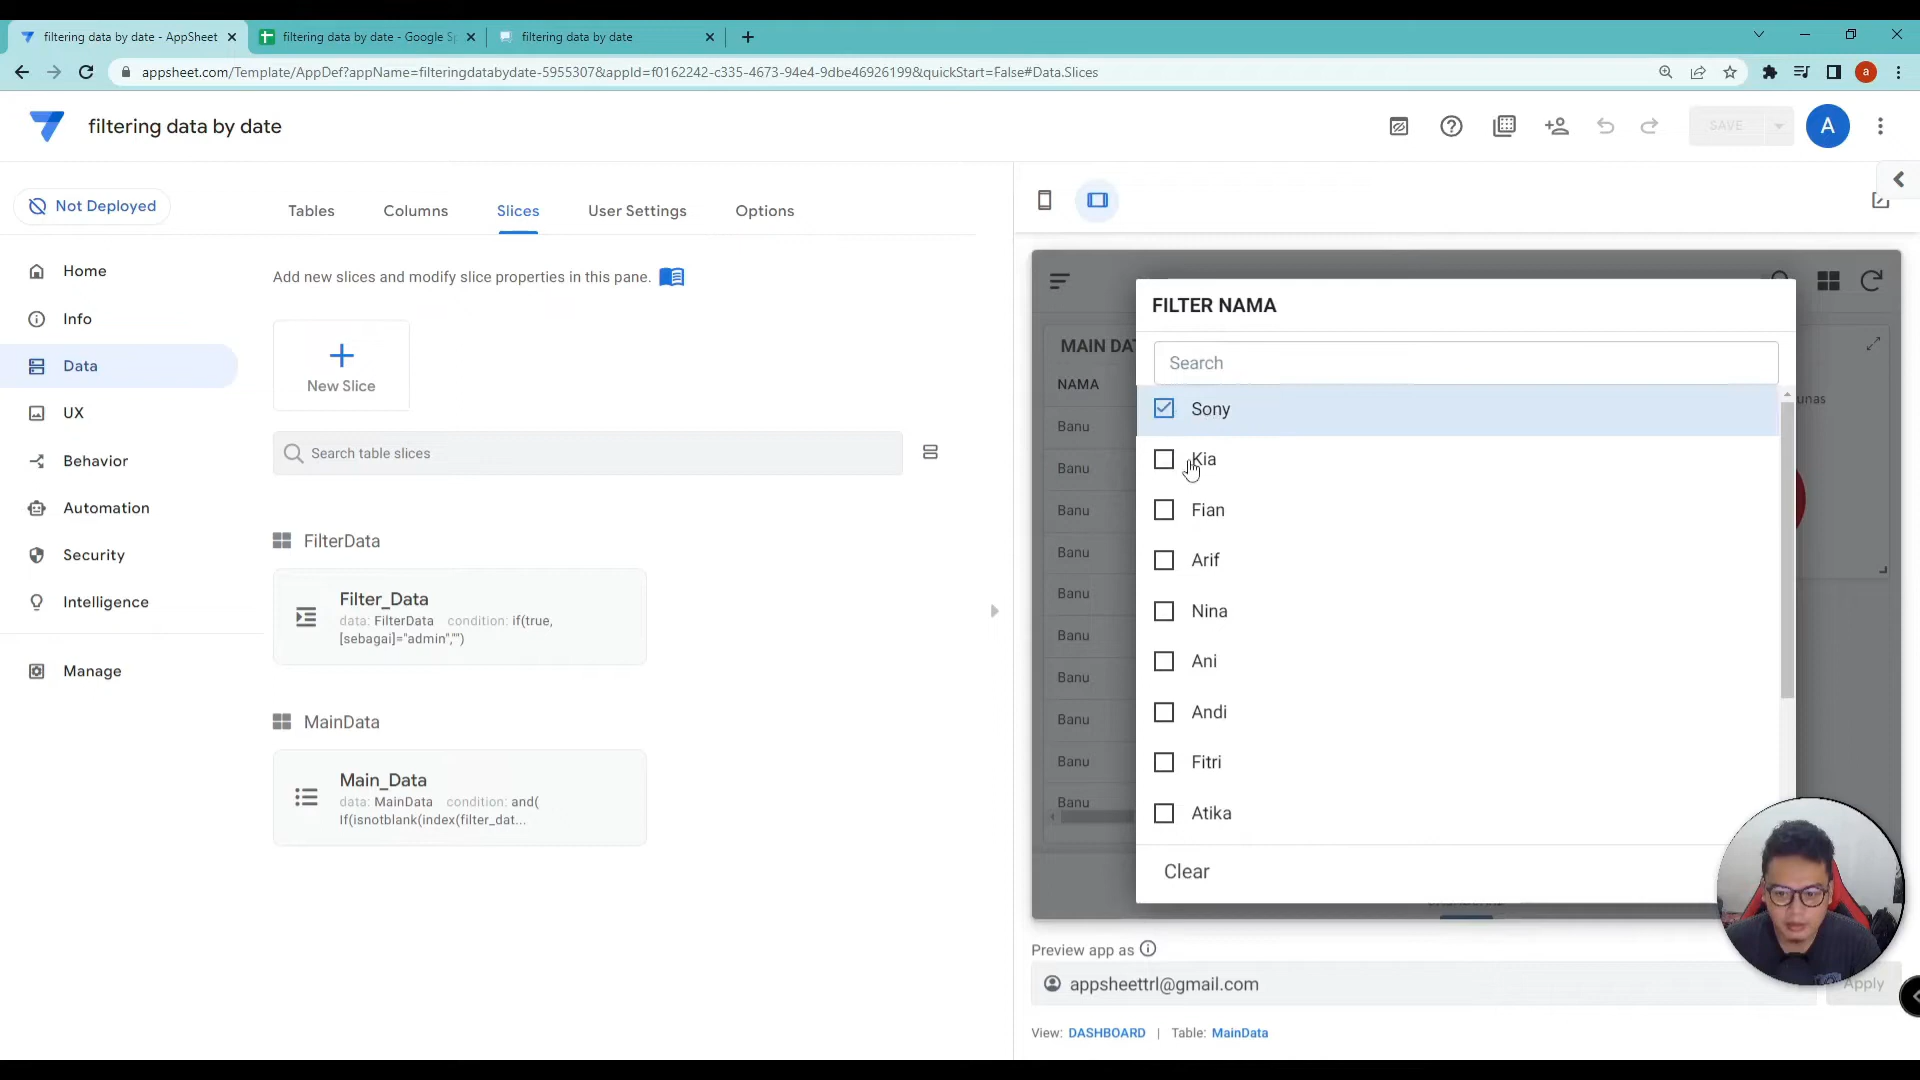 filtering data by date - AppSheet
filtering data by date - Google Sp
filtering data by date
appsheet.com/Template/AppDef?appName=filteringdatabydate-5955307&appId=f0162242-c335-4673-94e4-9dbe46926199&quickStart=False#Data.Slices
a
filtering data by date
SAVE
A
Not Deployed
Tables
Columns
Slices
User Settings
Options
Home
Info
Data
UX
Behavior
Automation
Security
Intelligence
Manage
Add new slices and modify slice properties in this pane.
New Slice
Search table slices
FilterData
Filter_Data
data: FilterData condition: if(true,
[sebagai]="admin","")
MainData
Main_Data
data: MainData condition: and(
If(isnotblank(index(filter_dat...
MAIN DAT
NAMA
Banu
Banu
Banu
Banu
Banu
Banu
Banu
Banu
Banu
Banu
unas
FILTER NAMA
Search
Sony
Kia
Fian
Arif
Nina
Ani
Andi
Fitri
Atika
Clear
DASHBOARD
Preview app as
appsheettrl@gmail.com
Apply
View: DASHBOARD | Table: MainData